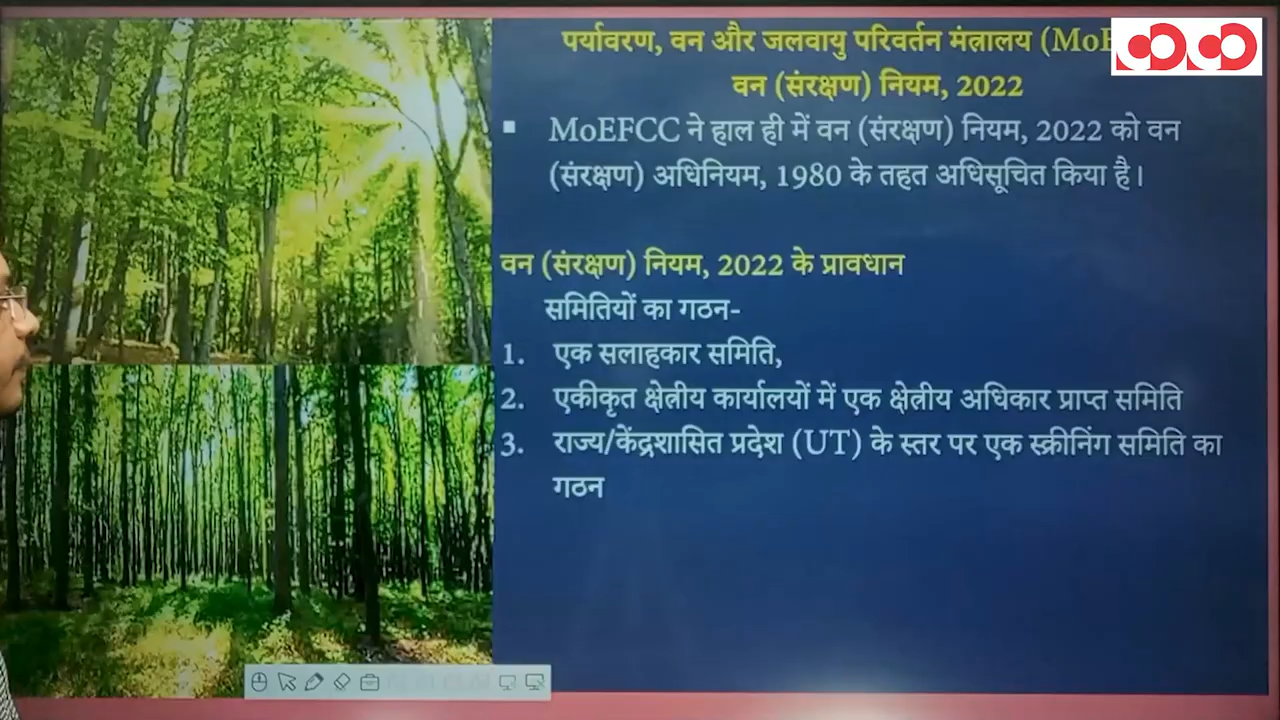 पर्यावरण, वन और जलवायु परिवर्तन मंत्रालय (MoE
वन (संरक्षण) नियम, 2022
MoEFCC ने हाल ही में वन (संरक्षण) नियम, 2022 को वन
(संरक्षण) अधिनियम, 1980 के तहत अधिसूचित किया है।
वन (संरक्षण) नियम, 2022 के प्रावधान
समितियों का गठन-
1. एक सलाहकार समिति,
2. एकीकृत क्षेत्रीय कार्यालयों में एक क्षेत्रीय अधिकार प्राप्त समिति
3. राज्य/केंद्रशासित प्रदेश (UT) के स्तर पर एक स्क्रीनिंग समिति का
गठन